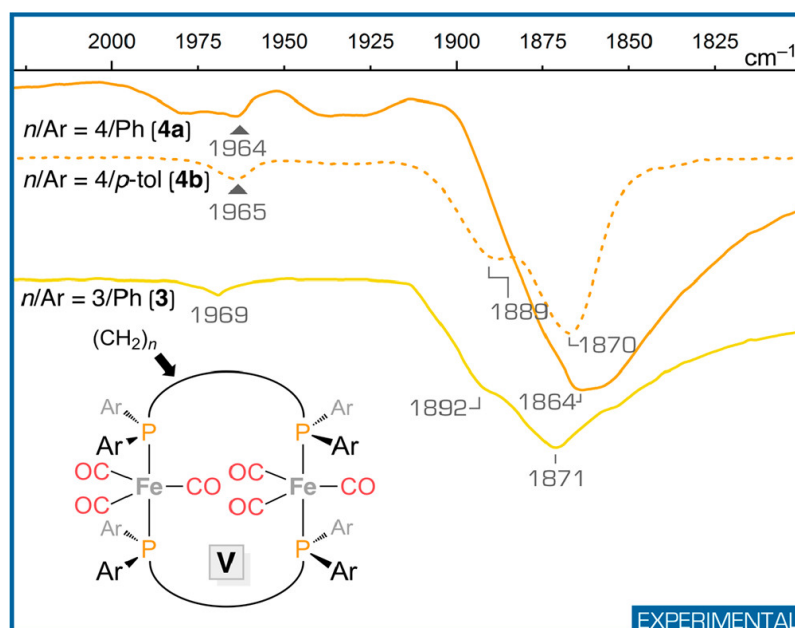 2000 1975 1950 1925 1900 1875 1850 1825 cm–1
n/Ar = 4/Ph (4a)
1964
n/Ar = 4/p-tol (4b)
1965
1889
n/Ar = 3/Ph (3)
1969
1870
(CH2)n
1892
1864
1871
Ar Ar
Ar P P Ar
OC OC
Fe CO Fe CO
OC OC
Ar Ar
P P
Ar V Ar
EXPERIMENTAL